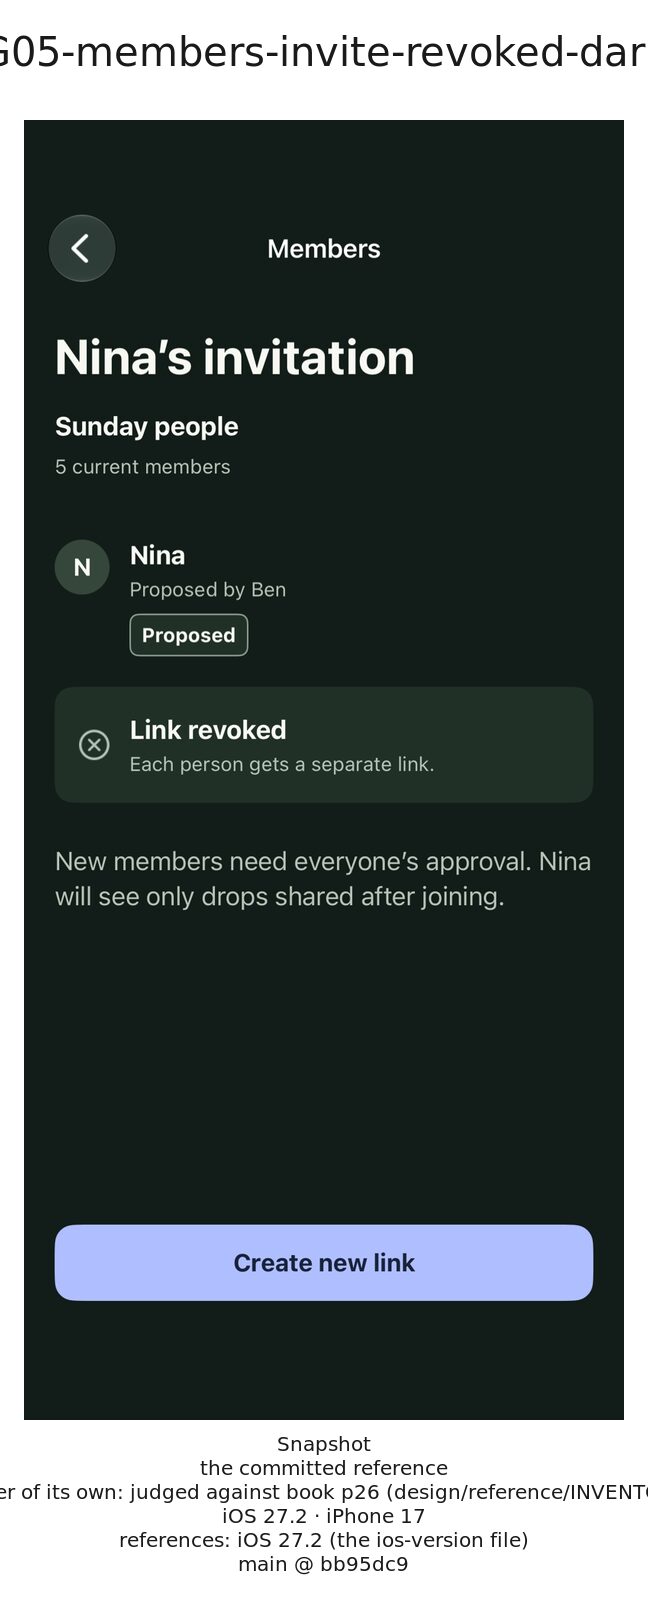 G05-members-invite-revoked-dar
Members
Nina’s invitation
Sunday people
5 current members
N
Nina
Proposed by Ben
Proposed
Link revoked
Each person gets a separate link.
New members need everyone’s approval. Nina
will see only drops shared after joining.
Create new link
Snapshot
the committed reference
er of its own: judged against book p26 (design/reference/INVENTO
iOS 27.2 · iPhone 17
references: iOS 27.2 (the ios-version file)
main @ bb95dc9